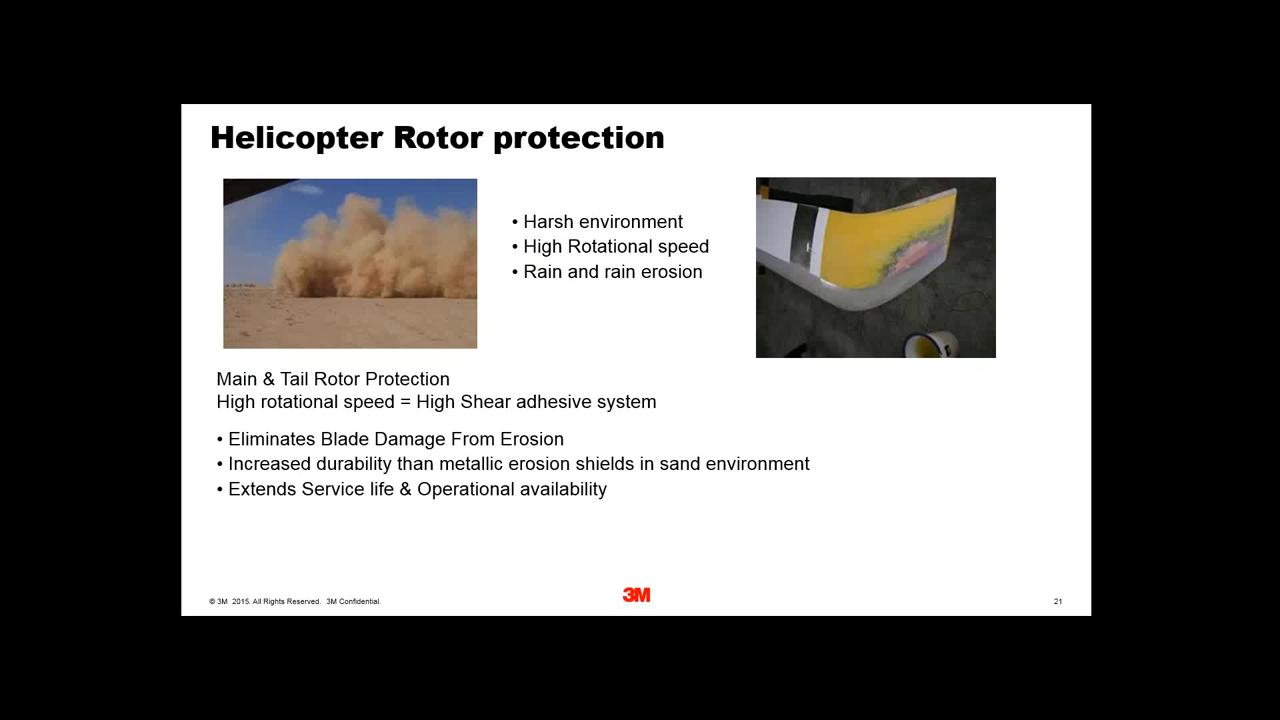 Helicopter Rotor protection
• Harsh environment
• High Rotational speed
• Rain and rain erosion
Main & Tail Rotor Protection
High rotational speed = High Shear adhesive system
• Eliminates Blade Damage From Erosion
• Increased durability than metallic erosion shields in sand environment
• Extends Service life & Operational availability
© 3M 2015. All Rights Reserved. 3M Confidential.
3M
21